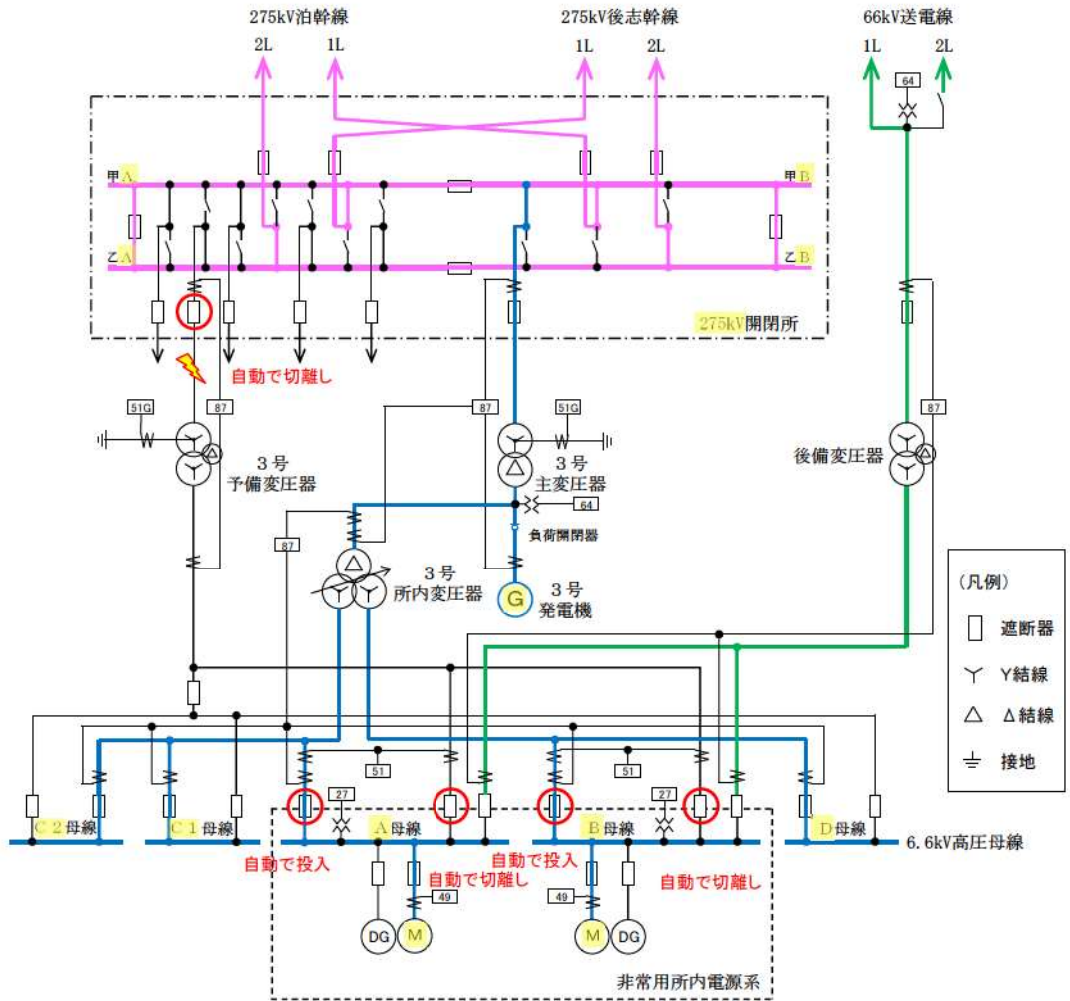 275kV泊幹線
275kV後志幹線
66kV送電線
2L
1L
1L
2L
1L
2L
64
甲A
甲B
乙A
乙B
275kV開閉所
自動で切離し
51G
87
87
51G
87
3号
予備変圧器
3号
主変圧器
後備変圧器
64
負荷開閉器
87
3号
所内変圧器
G
3号
発電機
(凡例)
遮断器
Y結線
Δ結線
接地
51
51
27
27
C2母線
C1母線
A母線
B母線
D母線
6.6kV高圧母線
自動で投入
自動で切離し
自動で投入
自動で切離し
49
49
DG
M
M
DG
非常用所内電源系